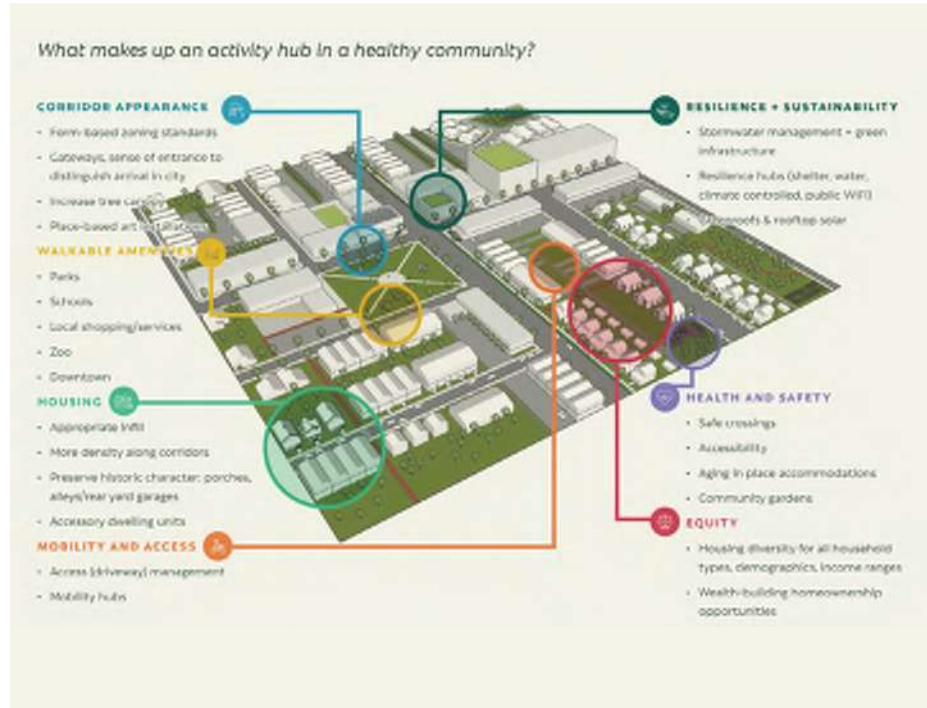 What makes up an activity hub in a healthy community?
CORRIDOR APPEARANCE
• Form-based zoning standards
• Gateways, sense of entrance to
distinguish arrival in city
• Increase tree canopy
• Place-based art installations
WALKABLE AMENITIES
• Parks
• Schools
• Local shopping/services
• Zoo
• Downtown
HOUSING
• Appropriate infill
• More density along corridors
• Preserve historic character: porches,
alleys/rear yard garages
• Accessory dwelling units
MOBILITY AND ACCESS
• Access (driveway) management
• Mobility hubs
RESILIENCE + SUSTAINABILITY
• Stormwater management + green
infrastructure
• Resilience hubs (shelter, water,
climate controlled, public WiFi)
• & rooftop solar
HEALTH AND SAFETY
• Safe crossings
• Accessibility
• Aging in place accommodations
• Community gardens
EQUITY
• Housing diversity for all household
types, demographics, income ranges
• Wealth-building homeownership
opportunities